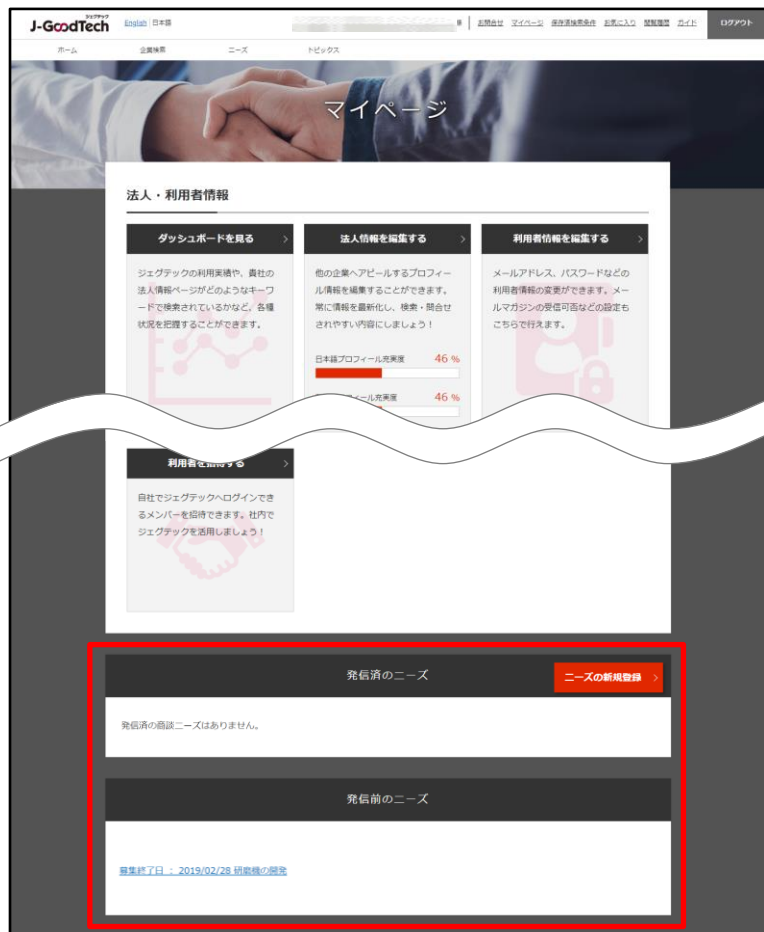 ジェグテック
J-GoodTech
English 日本語
様
お問合せ マイページ 保存済検索条件 お気に入り 閲覧履歴 ガイド
ログアウト
ホーム 企業検索 ニーズ トピックス
マイページ
法人・利用者情報
ダッシュボードを見る
ジェグテックの利用実績や、貴社の
法人情報ページがどのようなキーワ
ードで検索されているかなど、各種
状況を把握することができます。
法人情報を編集する
他の企業へアピールするプロフィー
ル情報を編集することができます。
常に情報を最新化し、検索・問合せ
されやすい内容にしましょう！
日本語プロフィール充実度 46 %
プロフィール充実度 46 %
利用者情報を編集する
メールアドレス、パスワードなどの
利用者情報の変更ができます。メー
ルマガジンの受信可否などの設定も
こちらで行えます。
利用者を招待する
自社でジェグテックへログインでき
るメンバーを招待できます。社内で
ジェグテックを活用しましょう！
発信済のニーズ
ニーズの新規登録
発信済の商談ニーズはありません。
発信前のニーズ
募集終了日 ： 2019/02/28 研磨機の開発